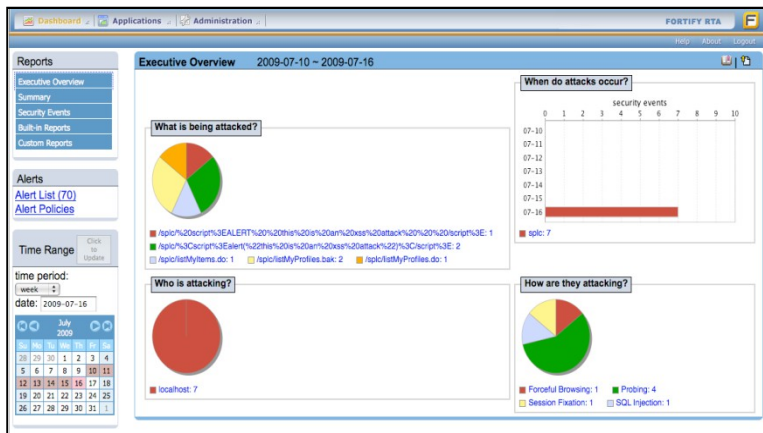 Dashboard
Applications
Administration
FORTIFY RTA
F
Help About Logout
Reports
Executive Overview
Summary
Security Events
Built-in Reports
Custom Reports
Alerts
Alert List (70)
Alert Policies
Time Range
Click
to
Update
time period:
week
date: 2009-07-16
July
2009
Su Mo Tu We Th Fr Sa
28 29 30 1 2 3 4
5 6 7 8 9 10 11
12 13 14 15 16 17 18
19 20 21 22 23 24 25
26 27 28 29 30 31 1
Executive Overview 2009-07-10 ~ 2009-07-16
What is being attacked?
/splc/%20script%3EALERT%20%20this%20is%20an%20xss%20attack%20%20%20/script%3E: 1
/splc/%3Cscript%3Ealert(%22this%20is%20an%20xss%20attack%22)%3C/script%3E: 2
/splc/listMyItems.do: 1 /splc/listMyProfiles.bak: 2 /splc/listMyProfiles.do: 1
When do attacks occur?
security events
0 1 2 3 4 5 6 7 8 9 10
07-10
07-11
07-12
07-13
07-14
07-15
07-16
splc: 7
Who is attacking?
localhost: 7
How are they attacking?
Forceful Browsing: 1 Probing: 4
Session Fixation: 1 SQL Injection: 1